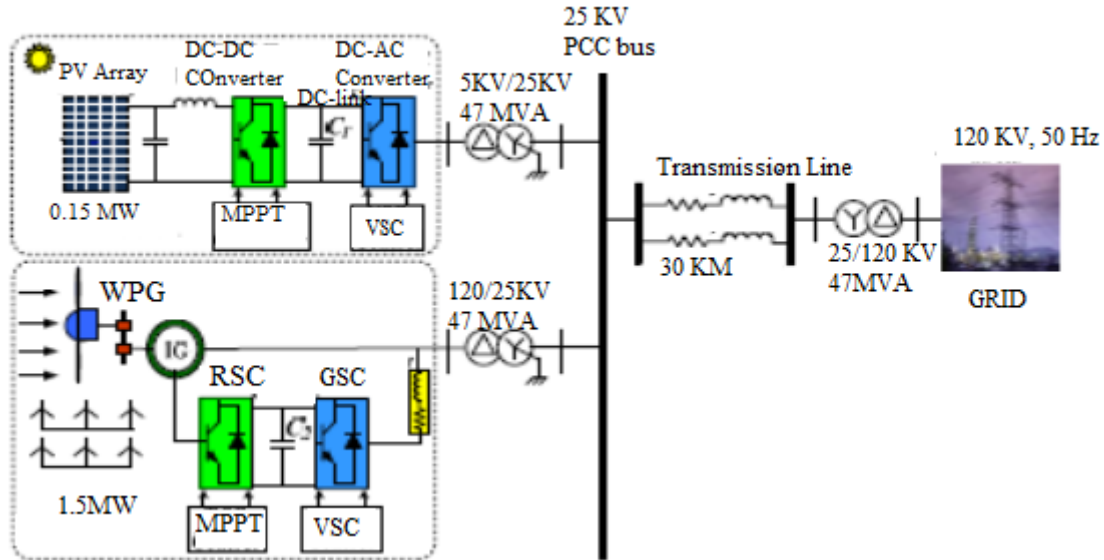 25 KV
PCC bus
PV Array
DC-DC
COnverter
DC-AC
Converter
DC-link
C₁
0.15 MW
MPPT
VSC
5KV/25KV
47 MVA
Transmission Line
30 KM
120 KV, 50 Hz
25/120 KV
47MVA
GRID
WPG
IG
RSC
GSC
C₂
1.5MW
MPPT
VSC
120/25KV
47 MVA